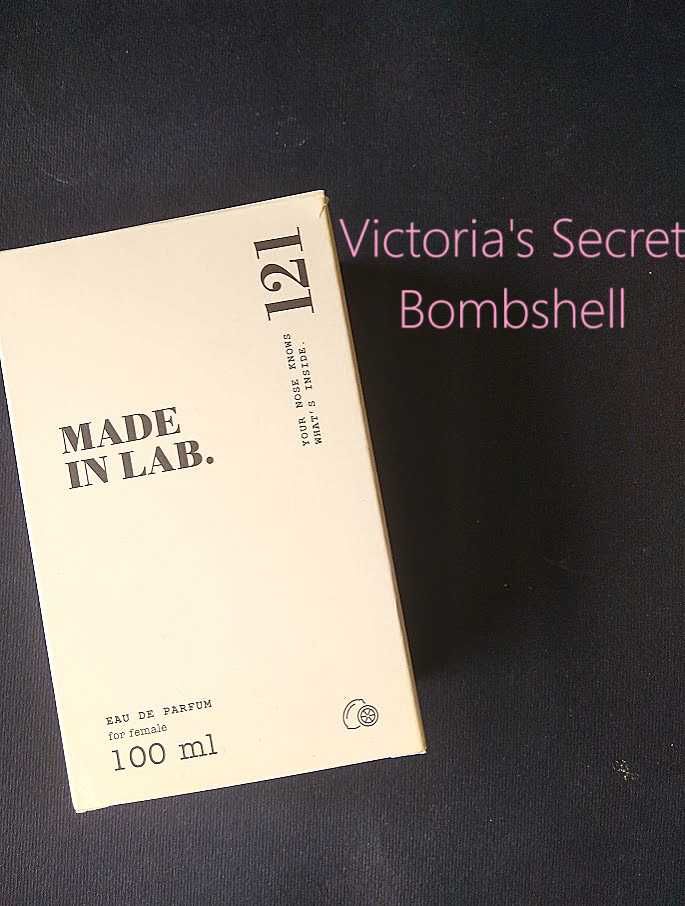 121
YOUR NOSE KNOWS
WHAT'S INSIDE.
MADE
IN LAB.
EAU DE PARFUM
for female
100 ml
Victoria's Secret
Bombshell